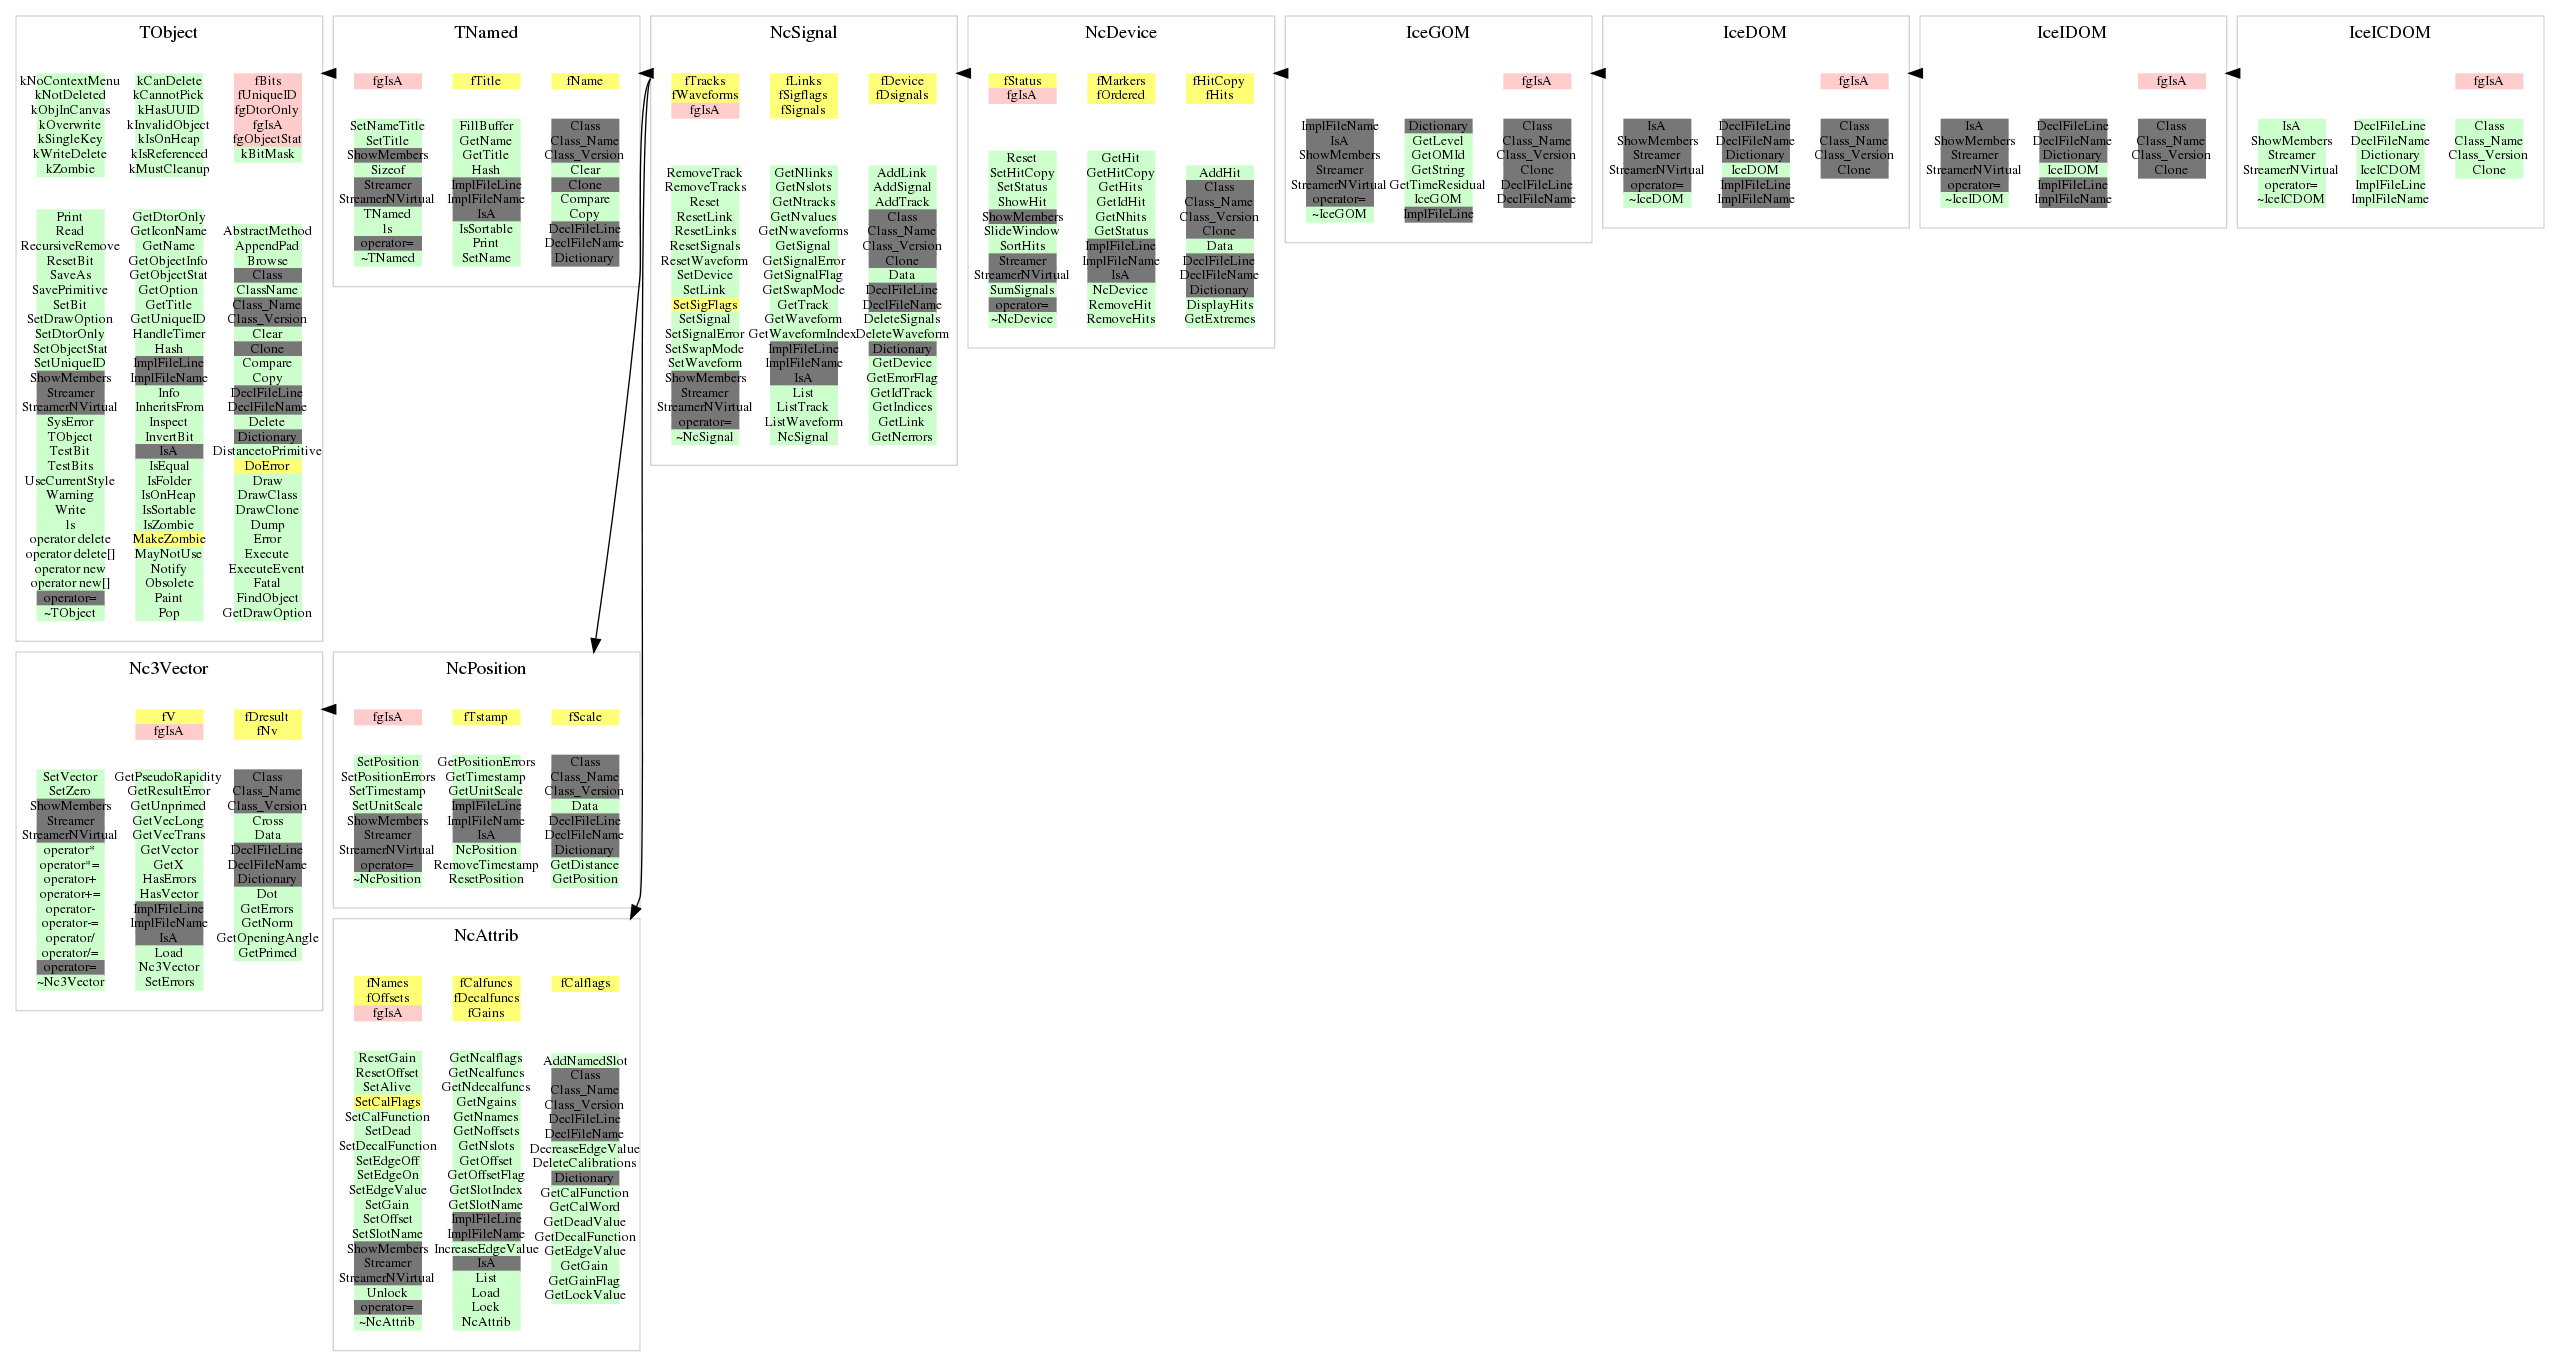 TObject
kNoContextMenu
kNotDeleted
kObjInCanvas
kOverwrite
kSingleKey
kWriteDelete
kZombie
kCanDelete
kCannotPick
kHasUUID
kInvalidObject
kIsOnHeap
kIsReferenced
kMustCleanup
fBits
fUniqueID
fgDtorOnly
fgIsA
fgObjectStat
kBitMask
Print
Read
RecursiveRemove
ResetBit
SaveAs
SavePrimitive
SetBit
SetDrawOption
SetDtorOnly
SetObjectStat
SetUniqueID
ShowMembers
Streamer
StreamerNVirtual
SysError
TObject
TestBit
TestBits
UseCurrentStyle
Warning
Write
ls
operator delete
operator delete[]
operator new
operator new[]
operator=
~TObject
GetDtorOnly
GetIconName
GetName
GetObjectInfo
GetObjectStat
GetOption
GetTitle
GetUniqueID
HandleTimer
Hash
ImplFileLine
ImplFileName
Info
InheritsFrom
Inspect
InvertBit
IsA
IsEqual
IsFolder
IsOnHeap
IsSortable
IsZombie
MakeZombie
MayNotUse
Notify
Obsolete
Paint
Pop
AbstractMethod
AppendPad
Browse
Class
ClassName
Class_Name
Class_Version
Clear
Clone
Compare
Copy
DeclFileLine
DeclFileName
Delete
Dictionary
DistancetoPrimitive
DoError
Draw
DrawClass
DrawClone
Dump
Error
Execute
ExecuteEvent
Fatal
FindObject
GetDrawOption
TNamed
fgIsA
fTitle
fName
SetNameTitle
SetTitle
ShowMembers
Sizeof
Streamer
StreamerNVirtual
TNamed
ls
operator=
~TNamed
FillBuffer
GetName
GetTitle
Hash
ImplFileLine
ImplFileName
IsA
IsSortable
Print
SetName
Class
Class_Name
Class_Version
Clear
Clone
Compare
Copy
DeclFileLine
DeclFileName
Dictionary
NcSignal
fTracks
fWaveforms
fgIsA
fLinks
fSigflags
fSignals
fDevice
fDsignals
RemoveTrack
RemoveTracks
Reset
ResetLink
ResetLinks
ResetSignals
ResetWaveform
SetDevice
SetLink
SetSigFlags
SetSignal
SetSignalError
SetSwapMode
SetWaveform
ShowMembers
Streamer
StreamerNVirtual
operator=
~NcSignal
GetNlinks
GetNslots
GetNtracks
GetNvalues
GetNwaveforms
GetSignal
GetSignalError
GetSignalFlag
GetSwapMode
GetTrack
GetWaveform
GetWaveformIndex
ImplFileLine
ImplFileName
IsA
List
ListTrack
ListWaveform
NcSignal
AddLink
AddSignal
AddTrack
Class
Class_Name
Class_Version
Clone
Data
DeclFileLine
DeclFileName
DeleteSignals
DeleteWaveform
Dictionary
GetDevice
GetErrorFlag
GetIdTrack
GetIndices
GetLink
GetNerrors
NcDevice
fStatus
fgIsA
fMarkers
fOrdered
fHitCopy
fHits
Reset
SetHitCopy
SetStatus
ShowHit
ShowMembers
SlideWindow
SortHits
Streamer
StreamerNVirtual
SumSignals
operator=
~NcDevice
GetHit
GetHitCopy
GetHits
GetIdHit
GetNhits
GetStatus
ImplFileLine
ImplFileName
IsA
NcDevice
RemoveHit
RemoveHits
AddHit
Class
Class_Name
Class_Version
Clone
Data
DeclFileLine
DeclFileName
Dictionary
DisplayHits
GetExtremes
IceGOM
fgIsA
ImplFileName
IsA
ShowMembers
Streamer
StreamerNVirtual
operator=
~IceGOM
Dictionary
GetLevel
GetOMId
GetString
GetTimeResidual
IceGOM
ImplFileLine
Class
Class_Name
Class_Version
Clone
DeclFileLine
DeclFileName
IceDOM
fgIsA
IsA
ShowMembers
Streamer
StreamerNVirtual
operator=
~IceDOM
DeclFileLine
DeclFileName
Dictionary
IceDOM
ImplFileLine
ImplFileName
Class
Class_Name
Class_Version
Clone
IceIDOM
fgIsA
IsA
ShowMembers
Streamer
StreamerNVirtual
operator=
~IceIDOM
DeclFileLine
DeclFileName
Dictionary
IceIDOM
ImplFileLine
ImplFileName
Class
Class_Name
Class_Version
Clone
IceICDOM
fgIsA
IsA
ShowMembers
Streamer
StreamerNVirtual
operator=
~IceICDOM
DeclFileLine
DeclFileName
Dictionary
IceICDOM
ImplFileLine
ImplFileName
Class
Class_Name
Class_Version
Clone
Nc3Vector
fV
fgIsA
fDresult
fNv
SetVector
SetZero
ShowMembers
Streamer
StreamerNVirtual
operator*
operator*=
operator+
operator+=
operator-
operator-=
operator/
operator/=
operator=
~Nc3Vector
GetPseudoRapidity
GetResultError
GetUnprimed
GetVecLong
GetVecTrans
GetVector
GetX
HasErrors
HasVector
ImplFileLine
ImplFileName
IsA
Load
Nc3Vector
SetErrors
Class
Class_Name
Class_Version
Cross
Data
DeclFileLine
DeclFileName
Dictionary
Dot
GetErrors
GetNorm
GetOpeningAngle
GetPrimed
NcPosition
fgIsA
fTstamp
fScale
SetPosition
SetPositionErrors
SetTimestamp
SetUnitScale
ShowMembers
Streamer
StreamerNVirtual
operator=
~NcPosition
GetPositionErrors
GetTimestamp
GetUnitScale
ImplFileLine
ImplFileName
IsA
NcPosition
RemoveTimestamp
ResetPosition
Class
Class_Name
Class_Version
Data
DeclFileLine
DeclFileName
Dictionary
GetDistance
GetPosition
NcAttrib
fNames
fOffsets
fgIsA
fCalfuncs
fDecalfuncs
fGains
fCalflags
ResetGain
ResetOffset
SetAlive
SetCalFlags
SetCalFunction
SetDead
SetDecalFunction
SetEdgeOff
SetEdgeOn
SetEdgeValue
SetGain
SetOffset
SetSlotName
ShowMembers
Streamer
StreamerNVirtual
Unlock
operator=
~NcAttrib
GetNcalflags
GetNcalfuncs
GetNdecalfuncs
GetNgains
GetNnames
GetNoffsets
GetNslots
GetOffset
GetOffsetFlag
GetSlotIndex
GetSlotName
ImplFileLine
ImplFileName
IncreaseEdgeValue
IsA
List
Load
Lock
NcAttrib
AddNamedSlot
Class
Class_Name
Class_Version
DeclFileLine
DeclFileName
DecreaseEdgeValue
DeleteCalibrations
Dictionary
GetCalFunction
GetCalWord
GetDeadValue
GetDecalFunction
GetEdgeValue
GetGain
GetGainFlag
GetLockValue